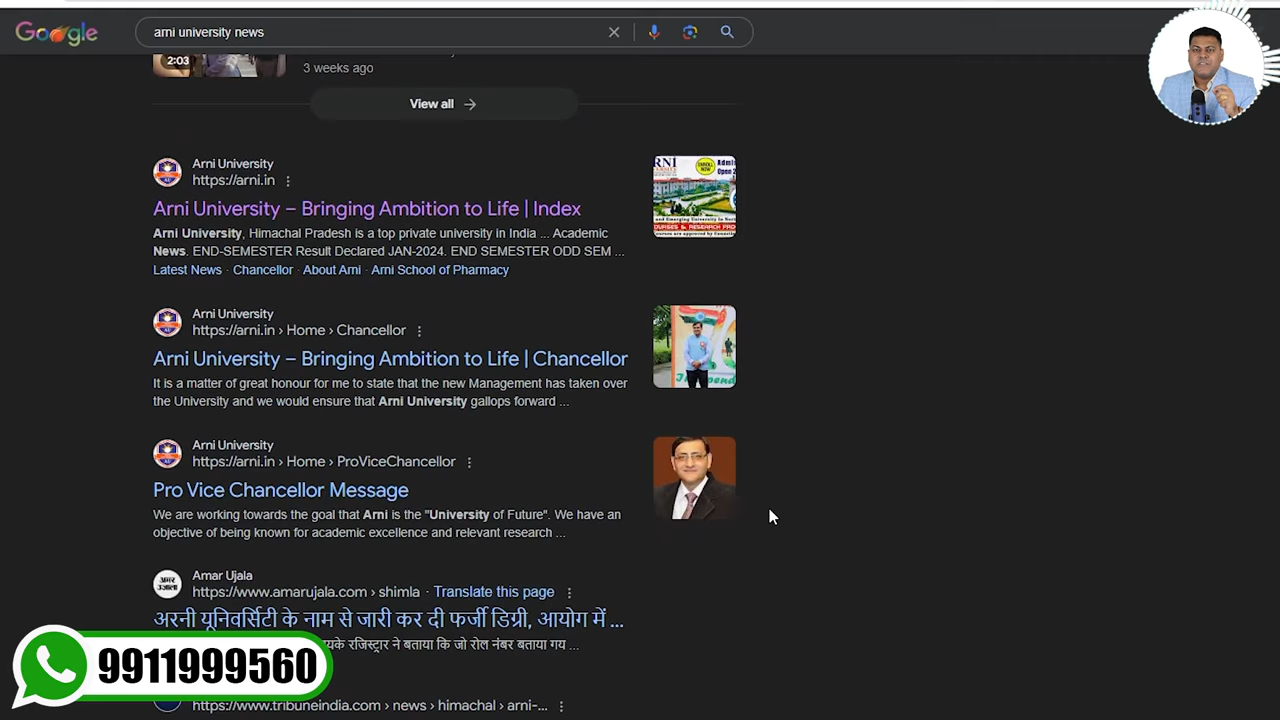 Google
arni university news
2:03
3 weeks ago
View all
Arni University
https://arni.in
Arni University – Bringing Ambition to Life | Index
Arni University, Himachal Pradesh is a top private university in India ... Academic
News. END-SEMESTER Result Declared JAN-2024. END SEMESTER ODD SEM ...
Latest News · Chancellor · About Arni · Arni School of Pharmacy
Arni University
https://arni.in › Home › Chancellor
Arni University – Bringing Ambition to Life | Chancellor
It is a matter of great honour for me to state that the new Management has taken over
the University and we would ensure that Arni University gallops forward ...
Arni University
https://arni.in › Home › ProViceChancellor
Pro Vice Chancellor Message
We are working towards the goal that Arni is the "University of Future". We have an
objective of being known for academic excellence and relevant research ...
Amar Ujala
https://www.amarujala.com › shimla · Translate this page
अरनी यूनिवर्सिटी के नाम से जारी कर दी फर्जी डिग्री, आयोग में ...
रजिस्ट्रार ने बताया कि जो रोल नंबर बताया गय ...
9911999560
https://www.tribuneindia.com › news › himachal › arni-...